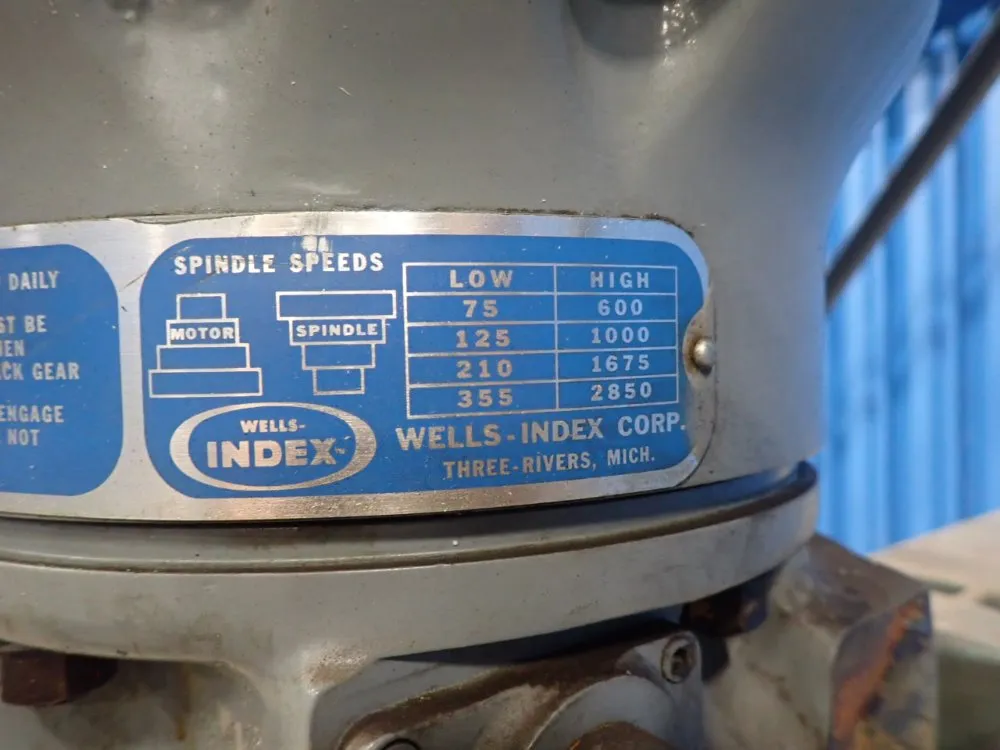 DAILY
ST BE
EN
CK GEAR
ENGAGE
NOT
SPINDLE SPEEDS
MOTOR
SPINDLE
LOW HIGH
75 600
125 1000
210 1675
355 2850
WELLS-
INDEX
WELLS-INDEX CORP.
THREE-RIVERS, MICH.